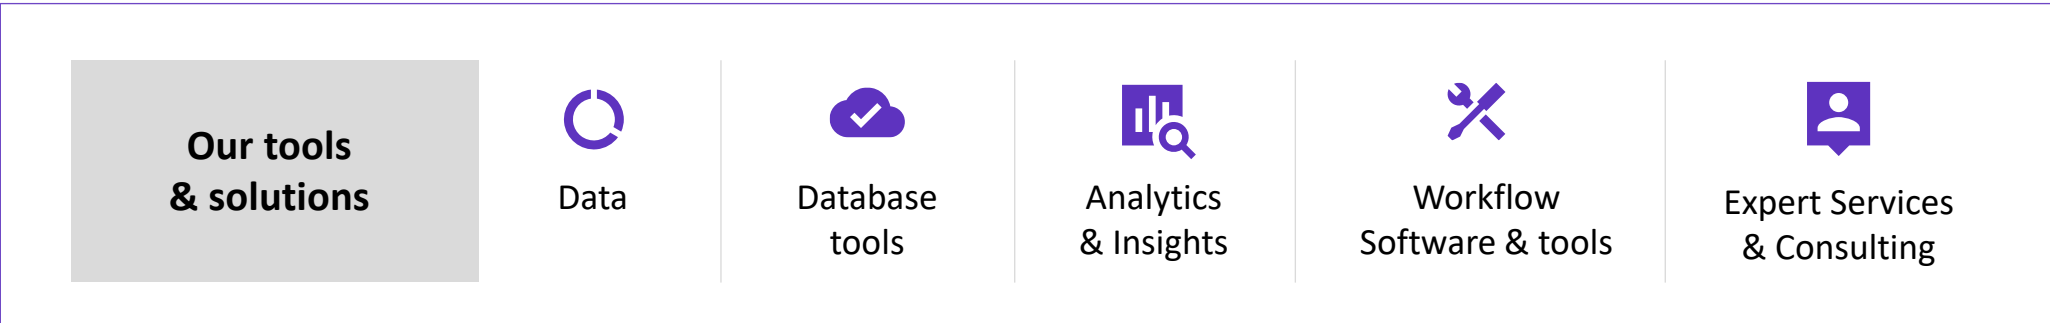 Our tools
& solutions
Data
Database
tools
Analytics
& Insights
Workflow
Software & tools
Expert Services
& Consulting